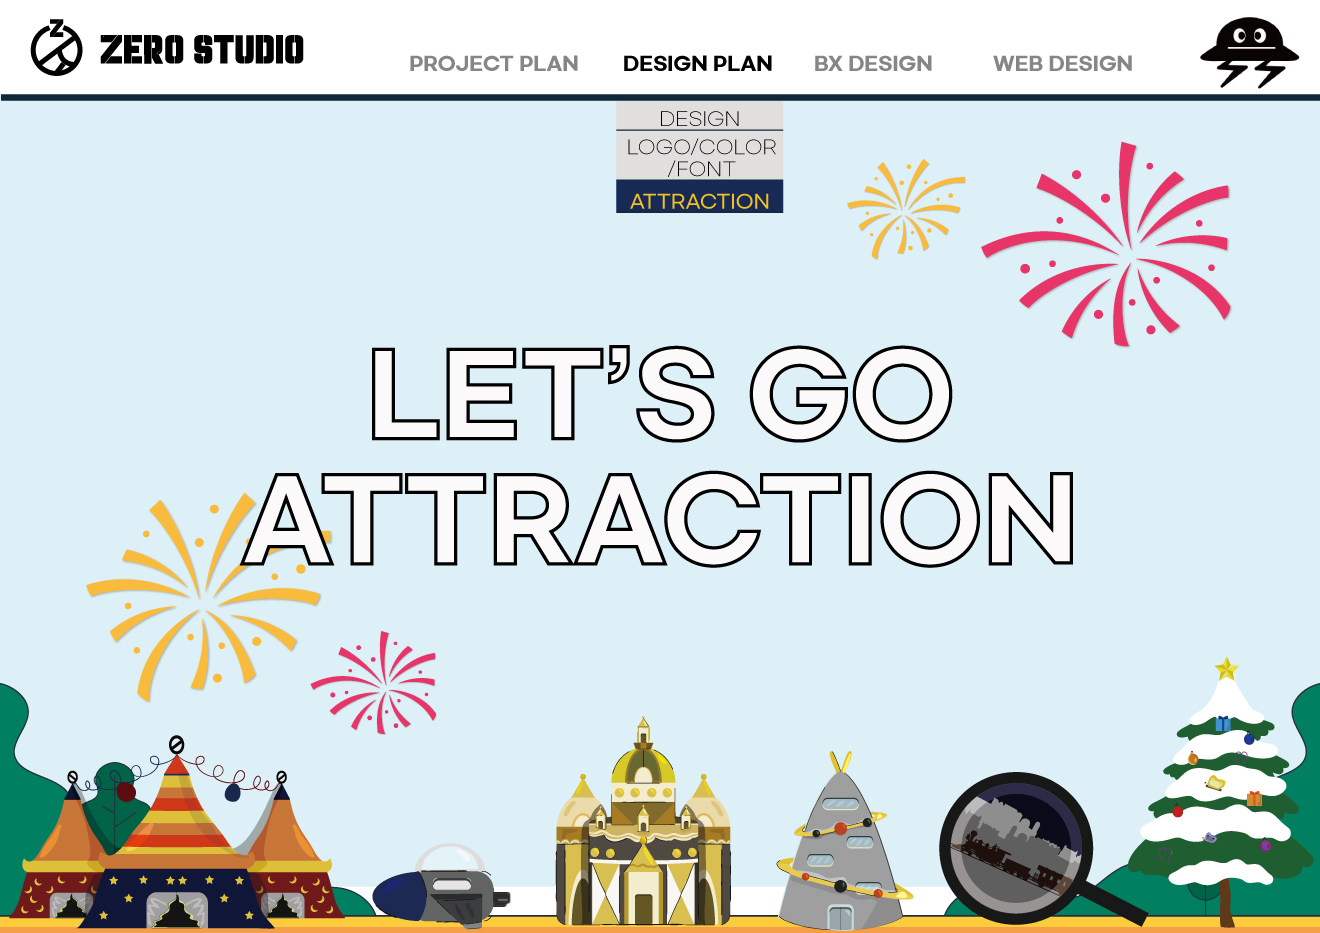 Z
ZERO STUDIO
PROJECT PLAN
DESIGN PLAN
BX DESIGN
WEB DESIGN
DESIGN
LOGO/COLOR
/FONT
ATTRACTION
LET’S GO
ATTRACTION